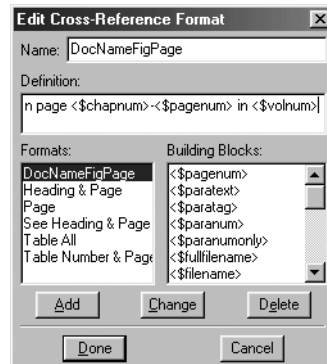 Edit Cross-Reference Format
Name: DocNameFigPage
Definition:
n page <$chapnum>-<$pagenum> in <$volnum>
Formats: Building Blocks:
DocNameFigPage <$pagenum>
Heading & Page <$paratext>
Page <$paratag>
See Heading & Page <$paranum>
Table All <$paranumonly>
Table Number & Page <$fullfilename>
<$filename>
Add Change Delete
Done Cancel